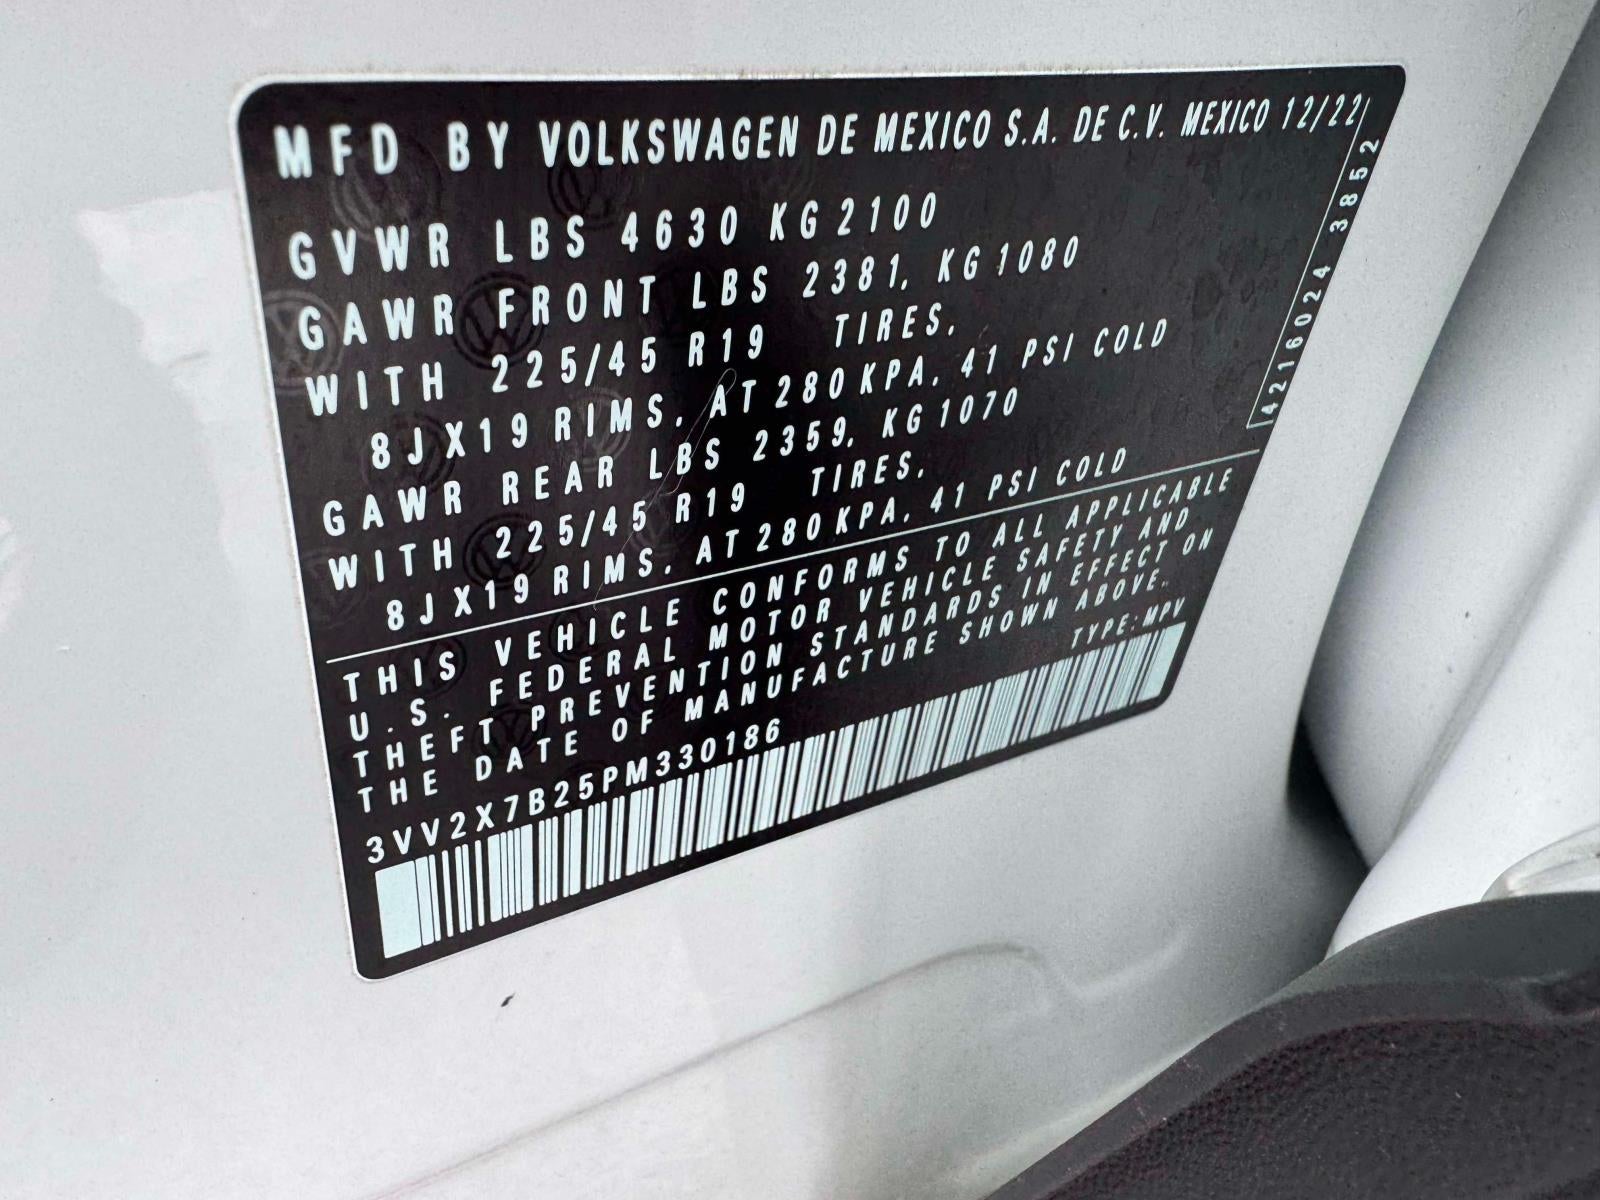 MFD BY VOLKSWAGEN DE MEXICO S.A. DE C.V. MEXICO 12/22
GVWR LBS 4630 KG 2100
GAWR FRONT LBS 2381, KG 1080
WITH 225/45 R19 TIRES,
8JX19 RIMS, AT 280 KPA, 41 PSI COLD
GAWR REAR LBS 2359, KG 1070
WITH 225/45 R19 TIRES,
8JX19 RIMS, AT 280 KPA, 41 PSI COLD
4216024 3852
THIS VEHICLE CONFORMS TO ALL APPLICABLE
U.S. FEDERAL MOTOR VEHICLE SAFETY AND
THEFT PREVENTION STANDARDS IN EFFECT ON
THE DATE OF MANUFACTURE SHOWN ABOVE.
TYPE: MPV
3VV2X7B25PM330186